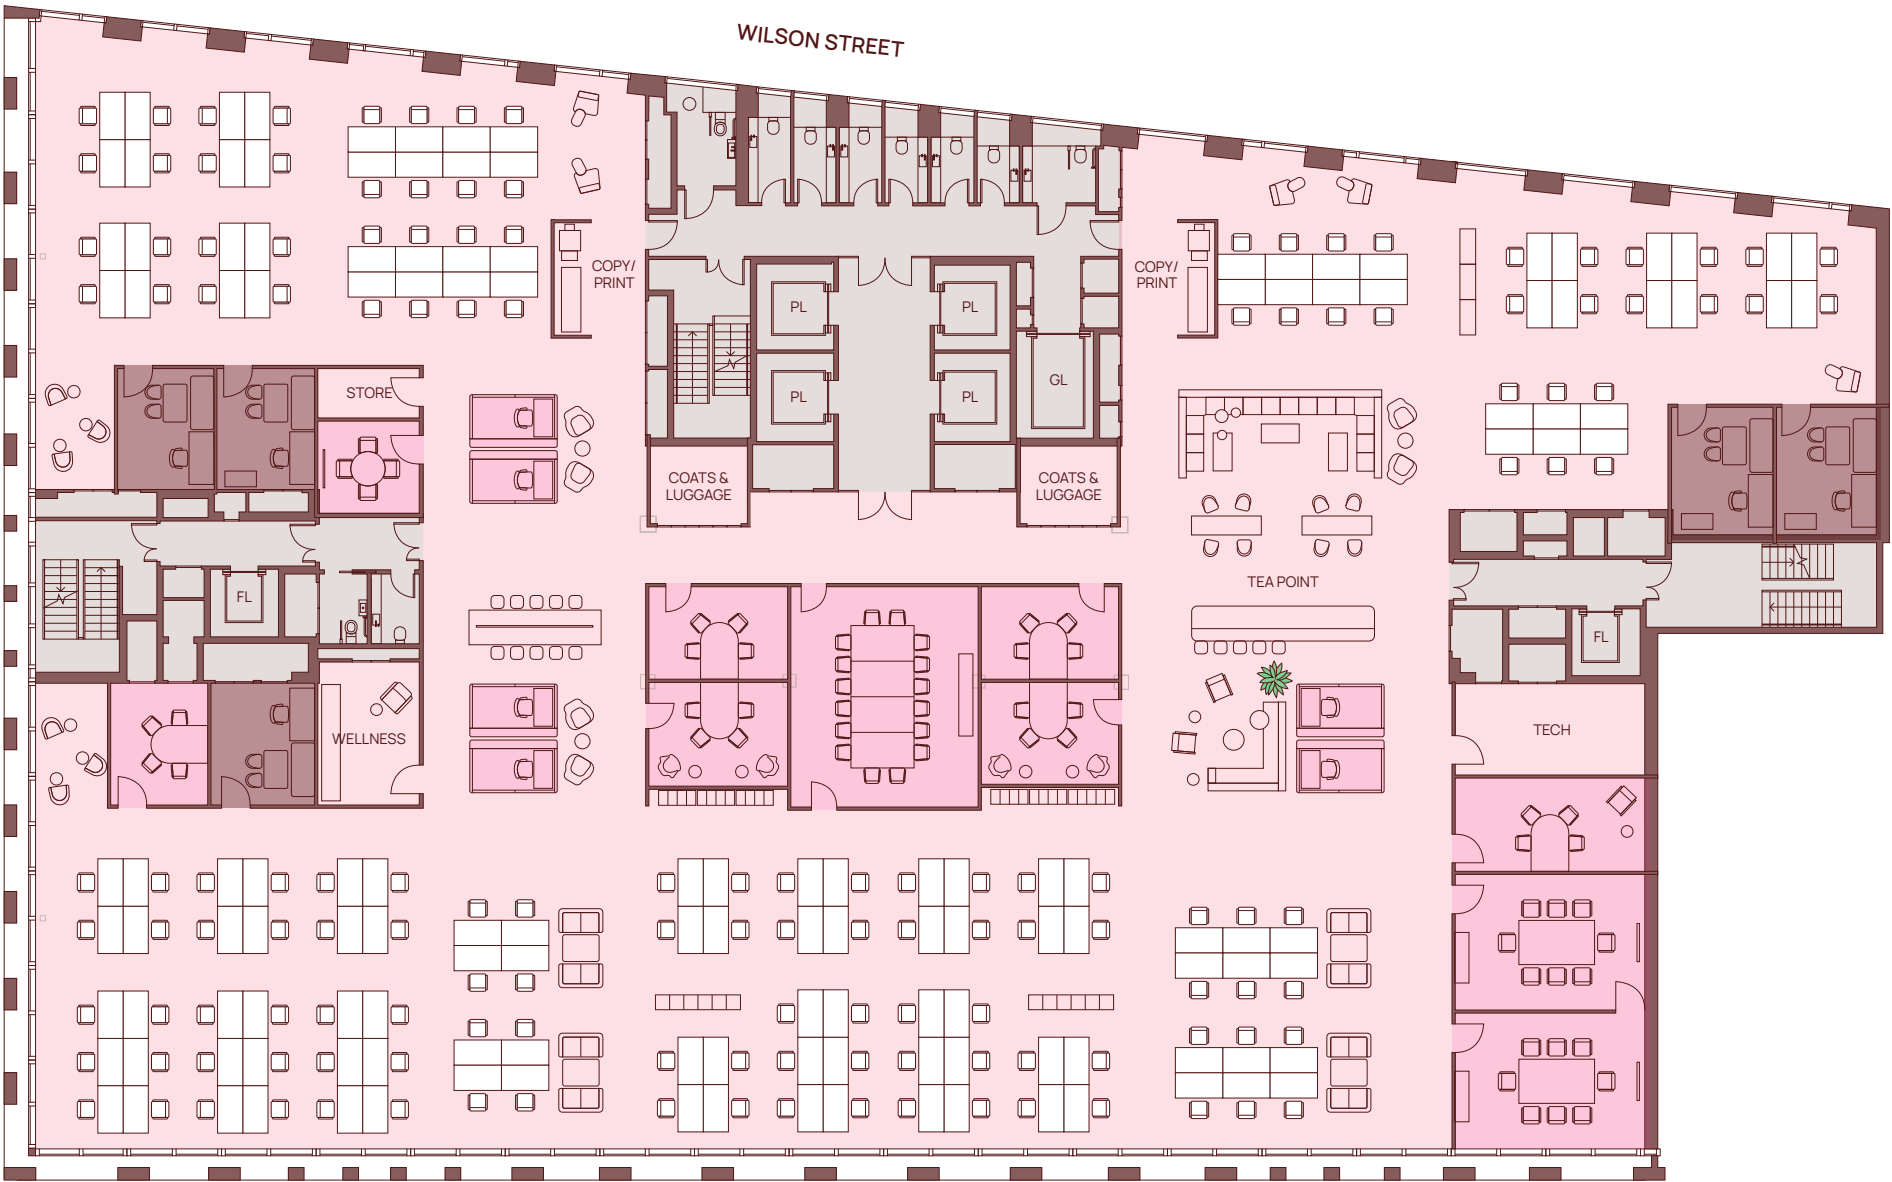 WILSON STREET
COPY/
PRINT
COPY/
PRINT
PL
PL
PL
PL
GL
STORE
COATS &
LUGGAGE
COATS &
LUGGAGE
TEA POINT
FL
FL
WELLNESS
TECH